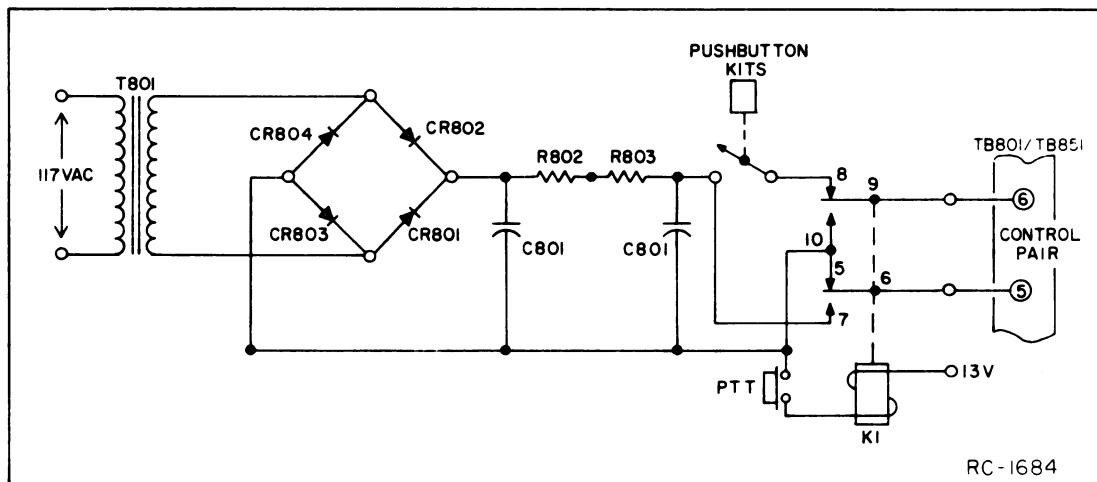 PUSHBUTTON
KITS
T801
CR804
CR802
117VAC
R802
R803
TB801/TB851
8
9
6
CR803
CR801
C801
C801
10
CONTROL
PAIR
5
6
5
7
PTT
13V
K1
RC-1684